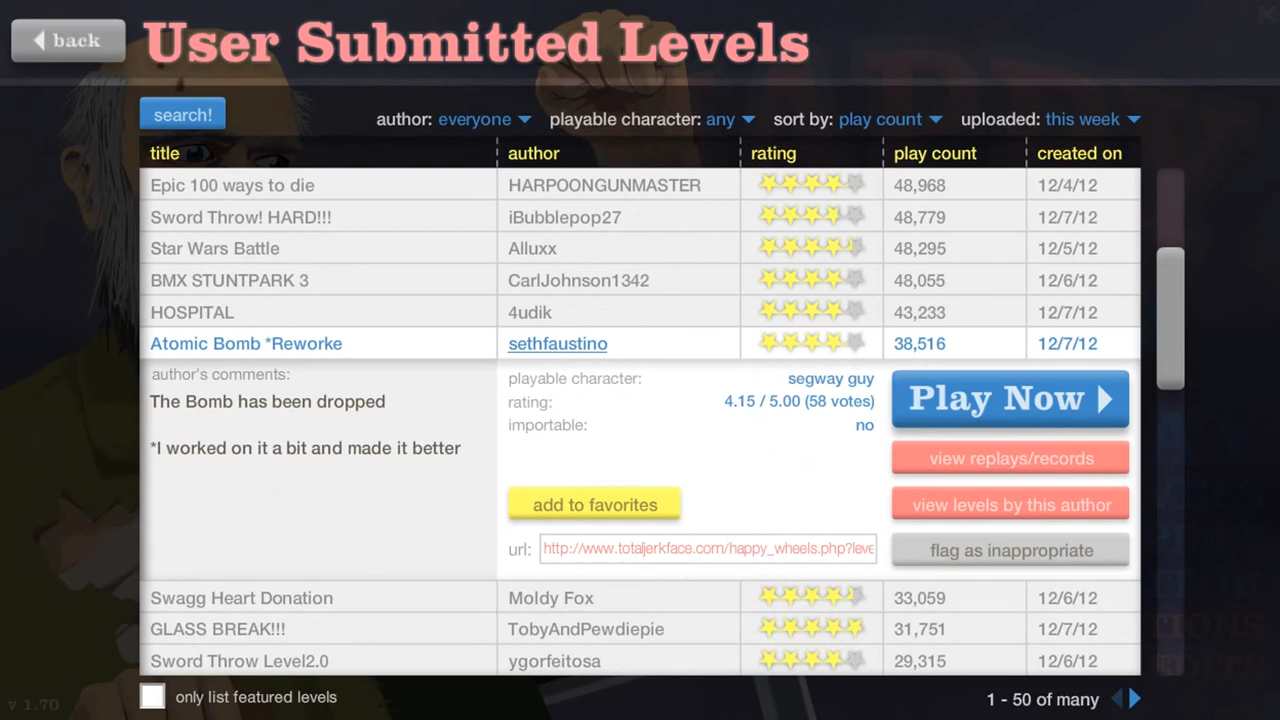 back
User Submitted Levels
search!
author: everyone playable character: any sort by: play count uploaded: this week
title author rating play count created on
Epic 100 ways to die HARPOONGUNMASTER 48,968 12/4/12
Sword Throw! HARD!!! iBubblepop27 48,779 12/7/12
Star Wars Battle Alluxx 48,295 12/5/12
BMX STUNTPARK 3 CarlJohnson1342 48,055 12/6/12
HOSPITAL 4udik 43,233 12/7/12
Atomic Bomb *Reworke sethfaustino 38,516 12/7/12
author's comments:
The Bomb has been dropped
*I worked on it a bit and made it better
playable character: segway guy
rating: 4.15 / 5.00 (58 votes)
importable: no
add to favorites
url: http://www.totaljerkface.com/happy_wheels.php?leve
Play Now
view replays/records
view levels by this author
flag as inappropriate
Swagg Heart Donation Moldy Fox 33,059 12/6/12
GLASS BREAK!!! TobyAndPewdiepie 31,751 12/7/12
Sword Throw Level2.0 ygorfeitosa 29,315 12/6/12
only list featured levels
1 - 50 of many
v 1.70